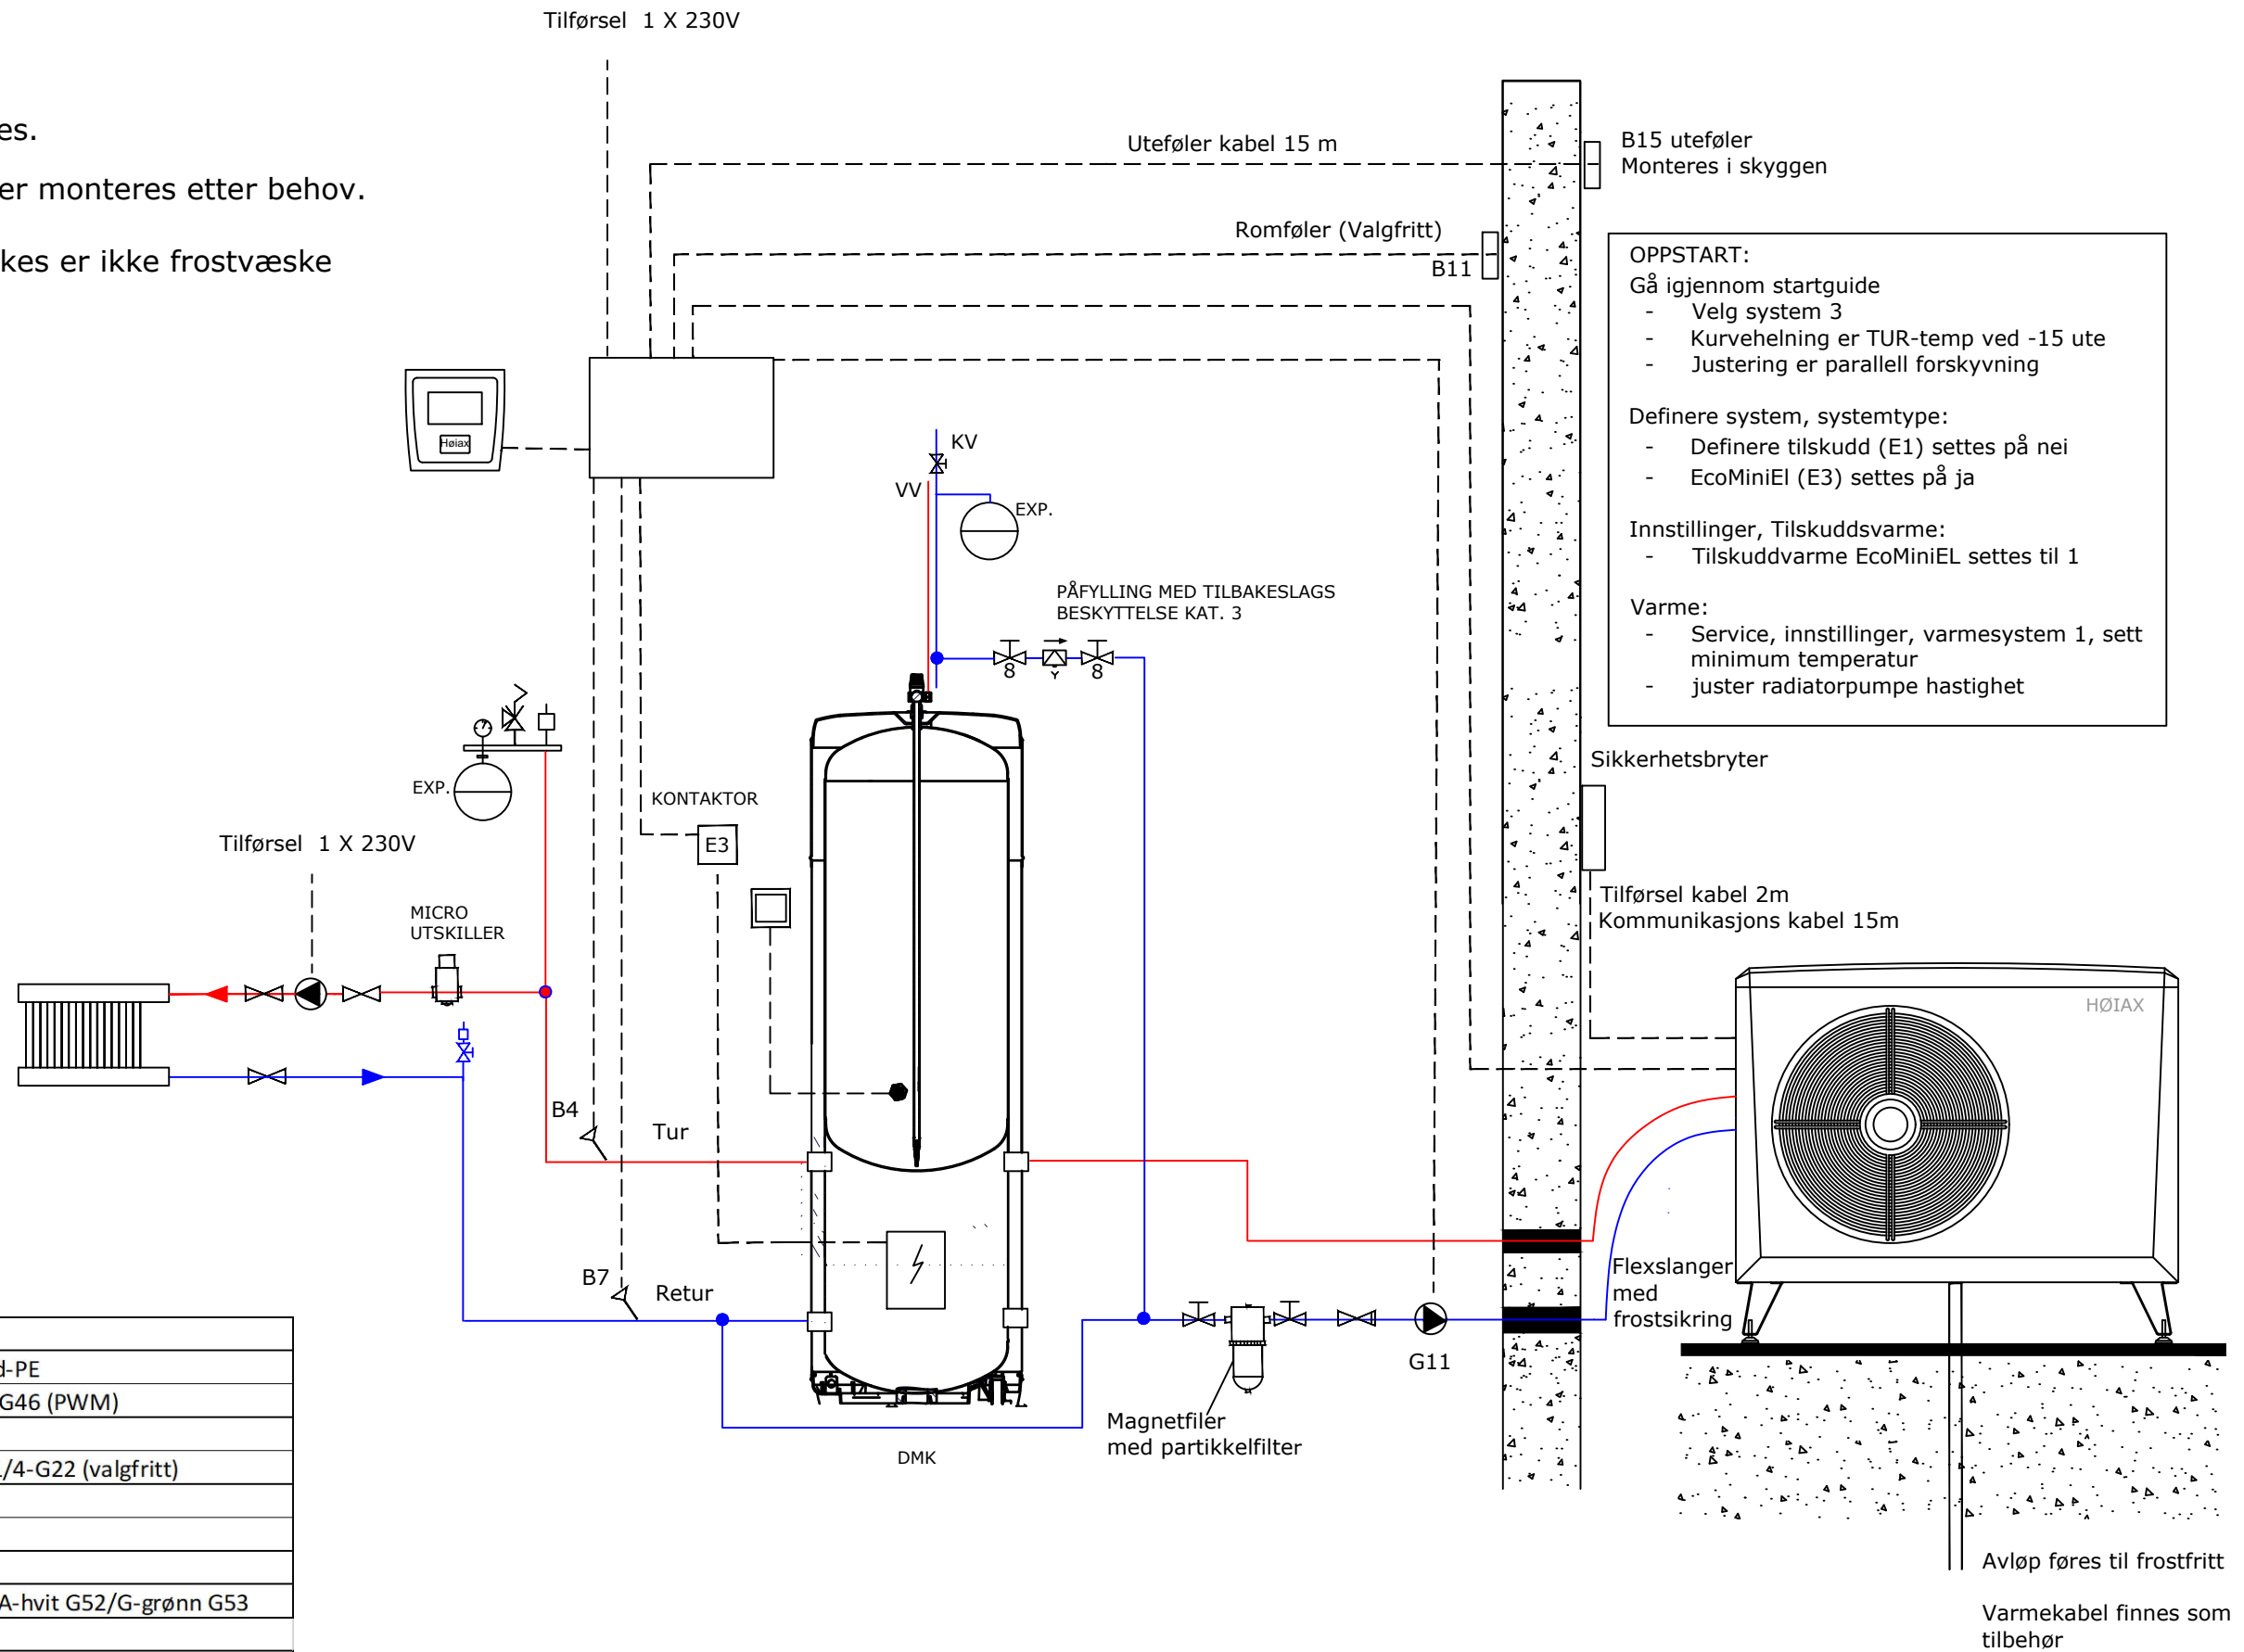 Tilførsel 1 X 230V
es.
er monteres etter behov.
kes er ikke frostvæske
Uteføler kabel 15 m
B15 uteføler
Monteres i skyggen
Romføler (Valgfritt)
B11
OPPSTART:
Gå igjennom startguide
- Velg system 3
- Kurvehelning er TUR-temp ved -15 ute
- Justering er parallell forskyvning
Definere system, systemtype:
- Definere tilskudd (E1) settes på nei
- EcoMiniEl (E3) settes på ja
Innstillinger, Tilskuddsvarme:
- Tilskuddvarme EcoMiniEL settes til 1
Varme:
- Service, innstillinger, varmesystem 1, sett
minimum temperatur
- juster radiatorpumpe hastighet
Høiax
KV
VV
EXP.
PÅFYLLING MED TILBAKESLAGS
BESKYTTELSE KAT. 3
8
8
EXP.
KONTAKTOR
E3
Sikkerhetsbryter
Tilførsel 1 X 230V
MICRO
UTSKILLER
Tilførsel kabel 2m
Kommunikasjons kabel 15m
HØIAX
B4
Tur
B7
Retur
Flexslanger
med
frostsikring
G11
Magnetfiler
med partikkelfilter
DMK
d-PE
G46 (PWM)
1/4-G22 (valgfritt)
A-hvit G52/G-grønn G53
Avløp føres til frostfritt
Varmekabel finnes som
tilbehør